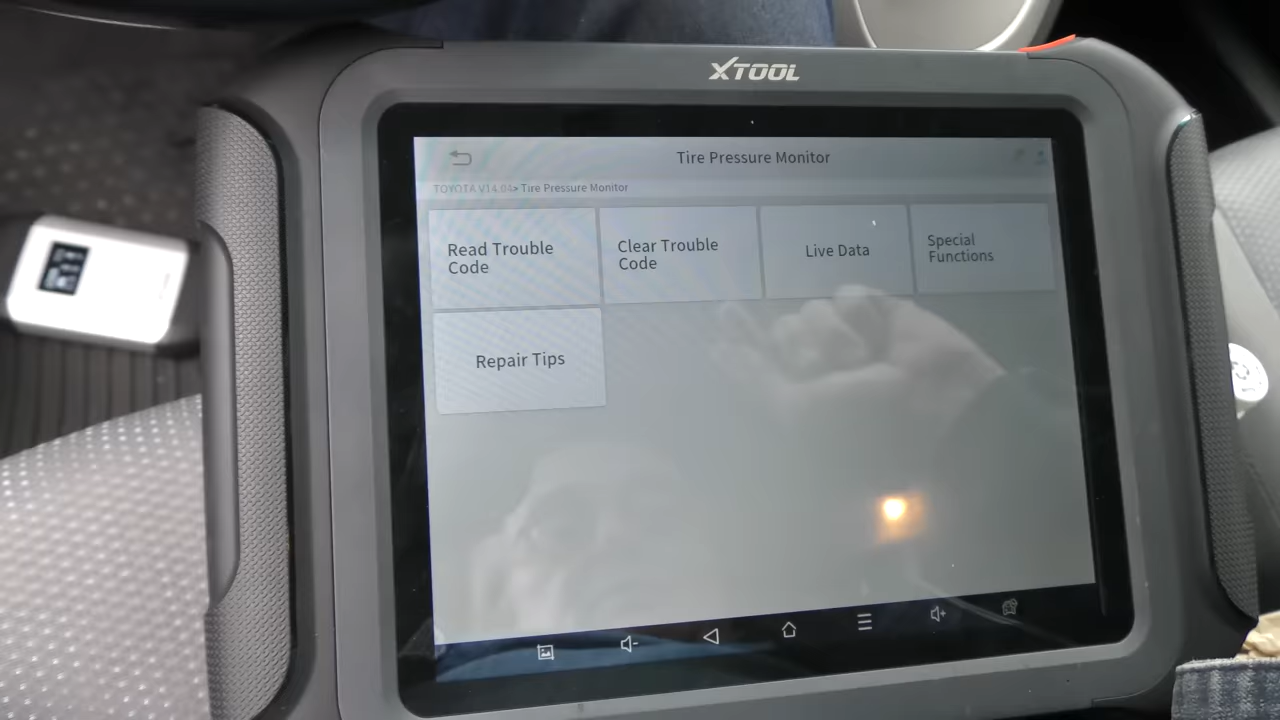 XTOOL
Tire Pressure Monitor
TOYOTA V14.04> Tire Pressure Monitor
Read Trouble
Code
Clear Trouble
Code
Live Data
Special
Functions
Repair Tips